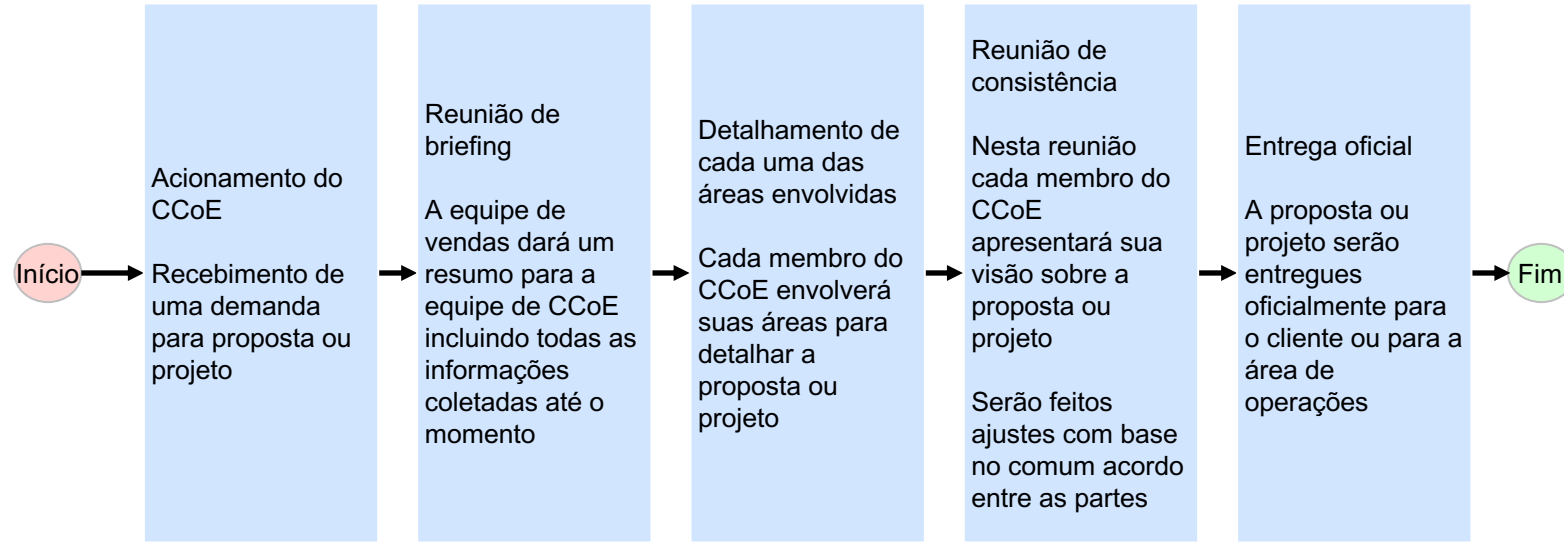 Início
Acionamento do
CCoE
Recebimento de
uma demanda
para proposta ou
projeto
Reunião de
briefing
A equipe de
vendas dará um
resumo para a
equipe de CCoE
incluindo todas as
informações
coletadas até o
momento
Detalhamento de
cada uma das
áreas envolvidas
Cada membro do
CCoE envolverá
suas áreas para
detalhar a
proposta ou
projeto
Reunião de
consistência
Nesta reunião
cada membro do
CCoE
apresentará sua
visão sobre a
proposta ou
projeto
Serão feitos
ajustes com base
no comum acordo
entre as partes
Entrega oficial
A proposta ou
projeto serão
entregues
oficialmente para
o cliente ou para a
área de
operações
Fim